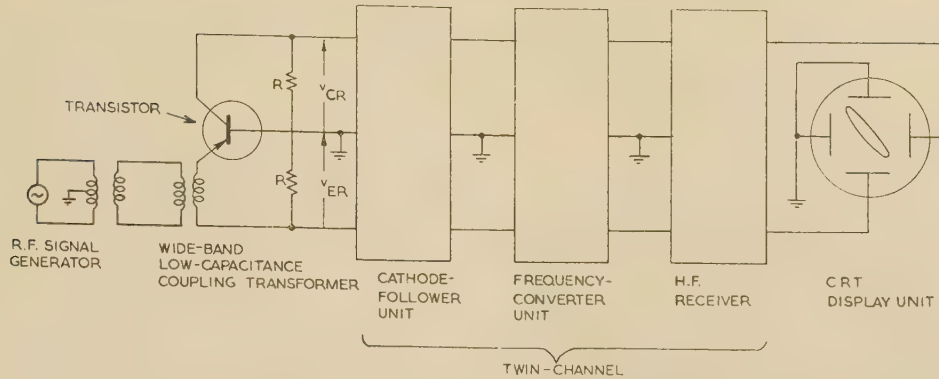 TRANSISTOR
R
R
vCR
vER
R.F. SIGNAL
GENERATOR
WIDE-BAND
LOW-CAPACITANCE
COUPLING TRANSFORMER
CATHODE-
FOLLOWER
UNIT
FREQUENCY-
CONVERTER
UNIT
H.F.
RECEIVER
CRT
DISPLAY UNIT
TWIN-CHANNEL